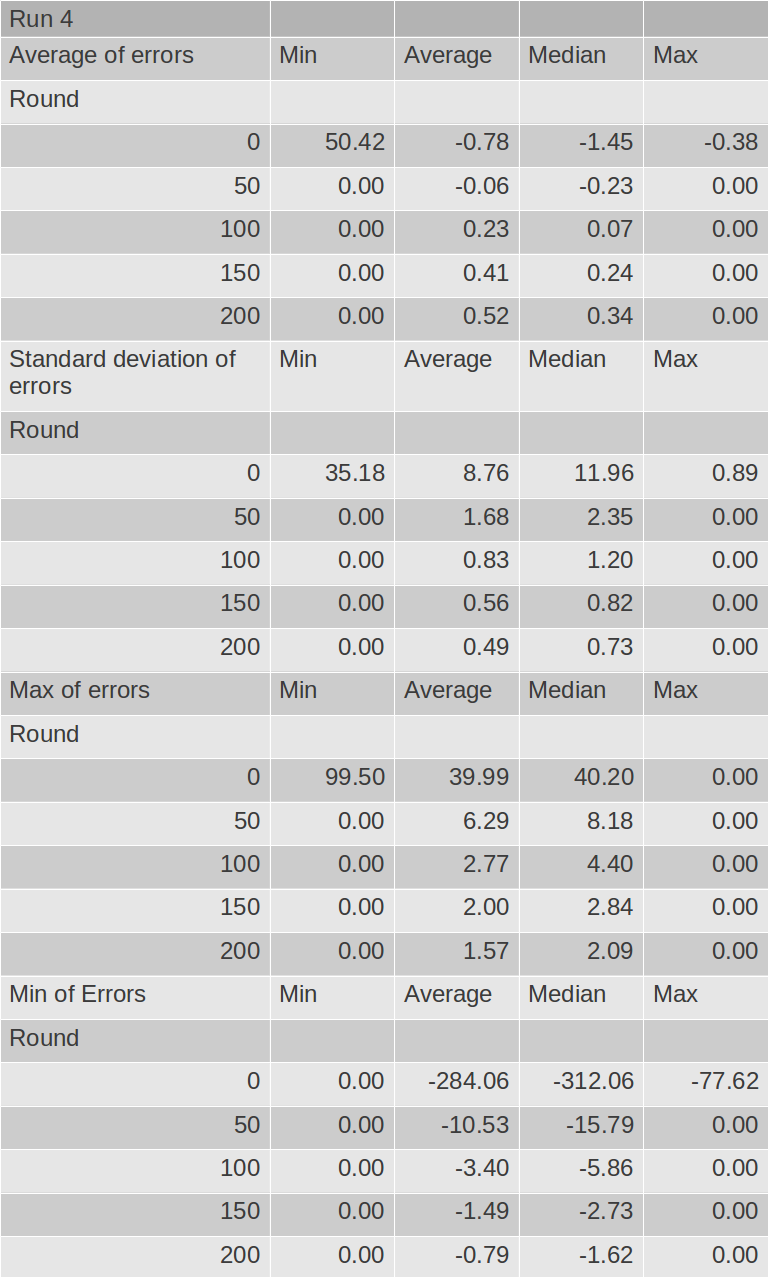 Run 4
Average of errors Min Average Median Max
Round
0 50.42 -0.78 -1.45 -0.38
50 0.00 -0.06 -0.23 0.00
100 0.00 0.23 0.07 0.00
150 0.00 0.41 0.24 0.00
200 0.00 0.52 0.34 0.00
Standard deviation of Min Average Median Max
errors
Round
0 35.18 8.76 11.96 0.89
50 0.00 1.68 2.35 0.00
100 0.00 0.83 1.20 0.00
150 0.00 0.56 0.82 0.00
200 0.00 0.49 0.73 0.00
Max of errors Min Average Median Max
Round
0 99.50 39.99 40.20 0.00
50 0.00 6.29 8.18 0.00
100 0.00 2.77 4.40 0.00
150 0.00 2.00 2.84 0.00
200 0.00 1.57 2.09 0.00
Min of Errors Min Average Median Max
Round
0 0.00 -284.06 -312.06 -77.62
50 0.00 -10.53 -15.79 0.00
100 0.00 -3.40 -5.86 0.00
150 0.00 -1.49 -2.73 0.00
200 0.00 -0.79 -1.62 0.00